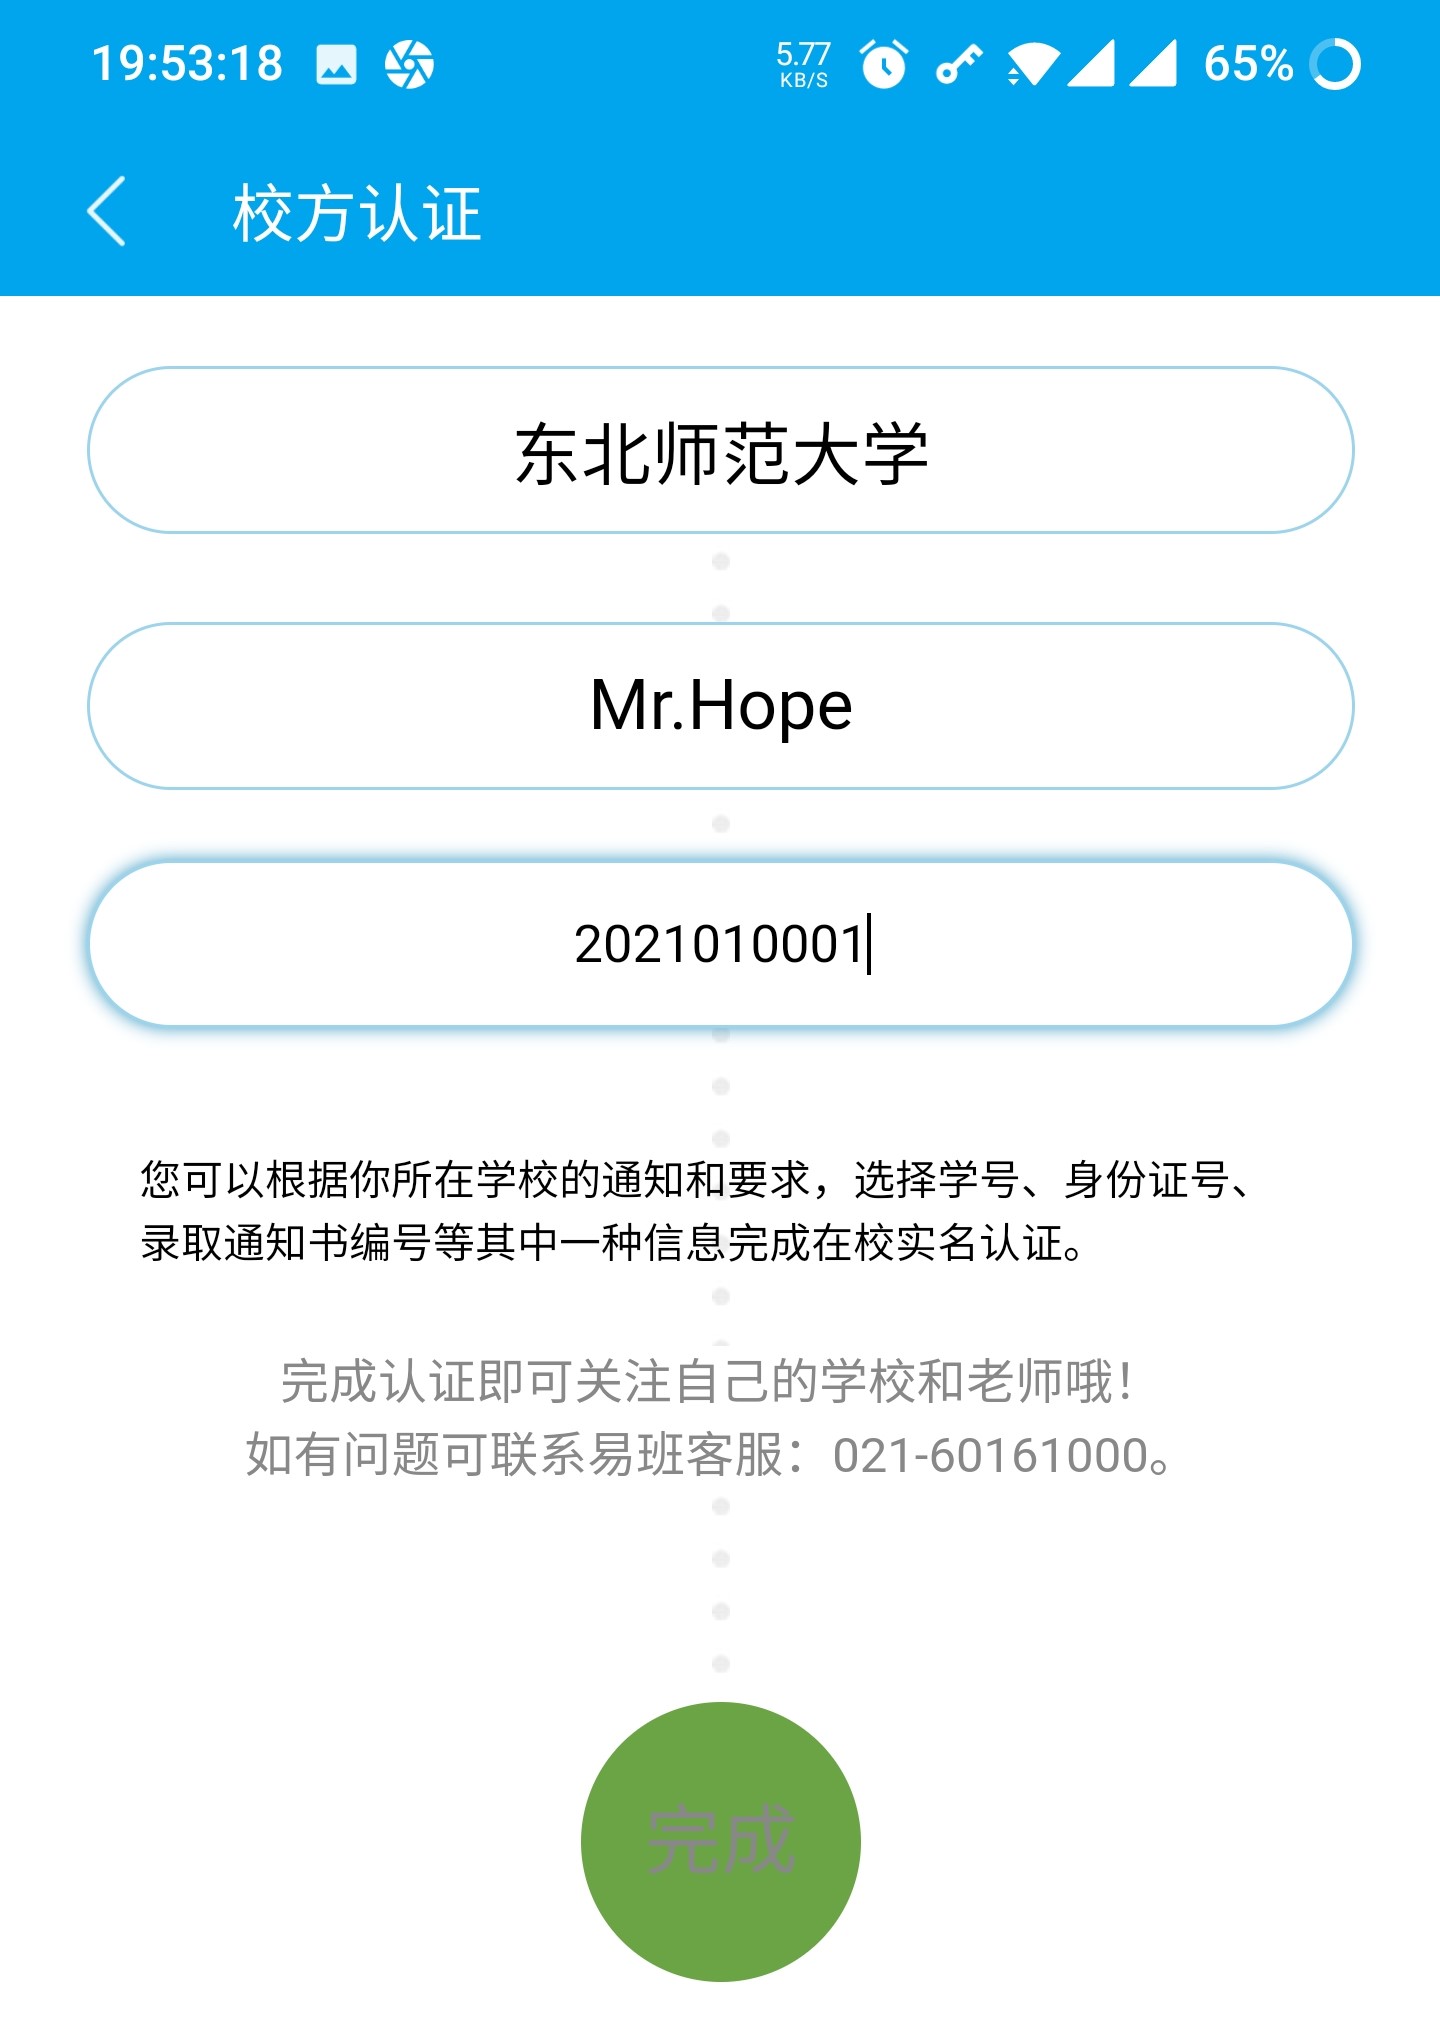 19:53:18
5.77
KB/S
65%
校方认证
东北师范大学
Mr.Hope
2021010001
您可以根据你所在学校的通知和要求，选择学号、身份证号、
录取通知书编号等其中一种信息完成在校实名认证。
完成认证即可关注自己的学校和老师哦！
如有问题可联系易班客服：021-60161000。
完成